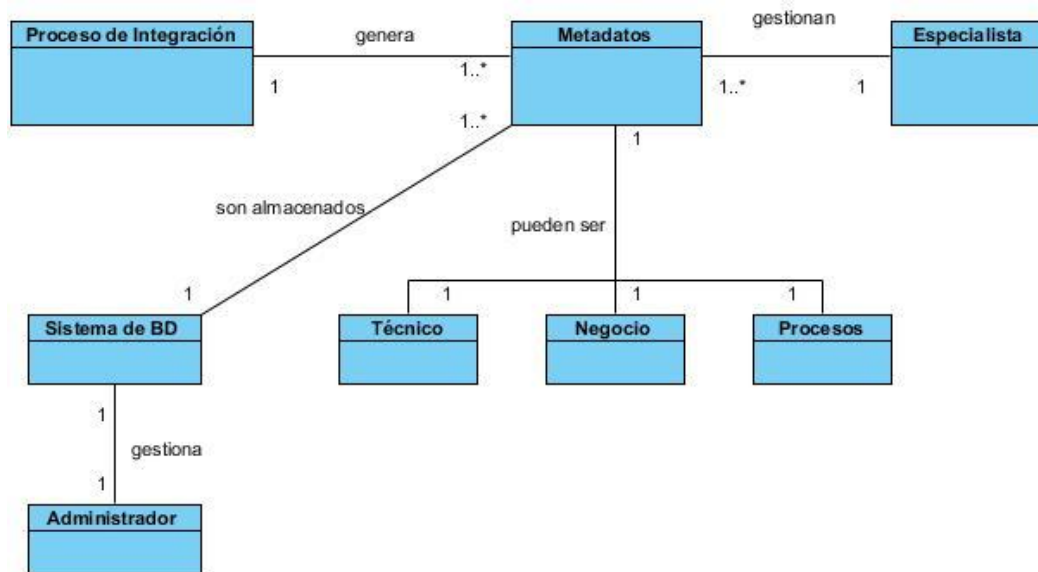 Proceso de Integración
genera
Metadatos
gestionan
Especialista
1
1..*
1..*
1
1..*
1
son almacenados
pueden ser
1
1
1
1
Sistema de BD
Técnico
Negocio
Procesos
1
gestiona
1
Administrador